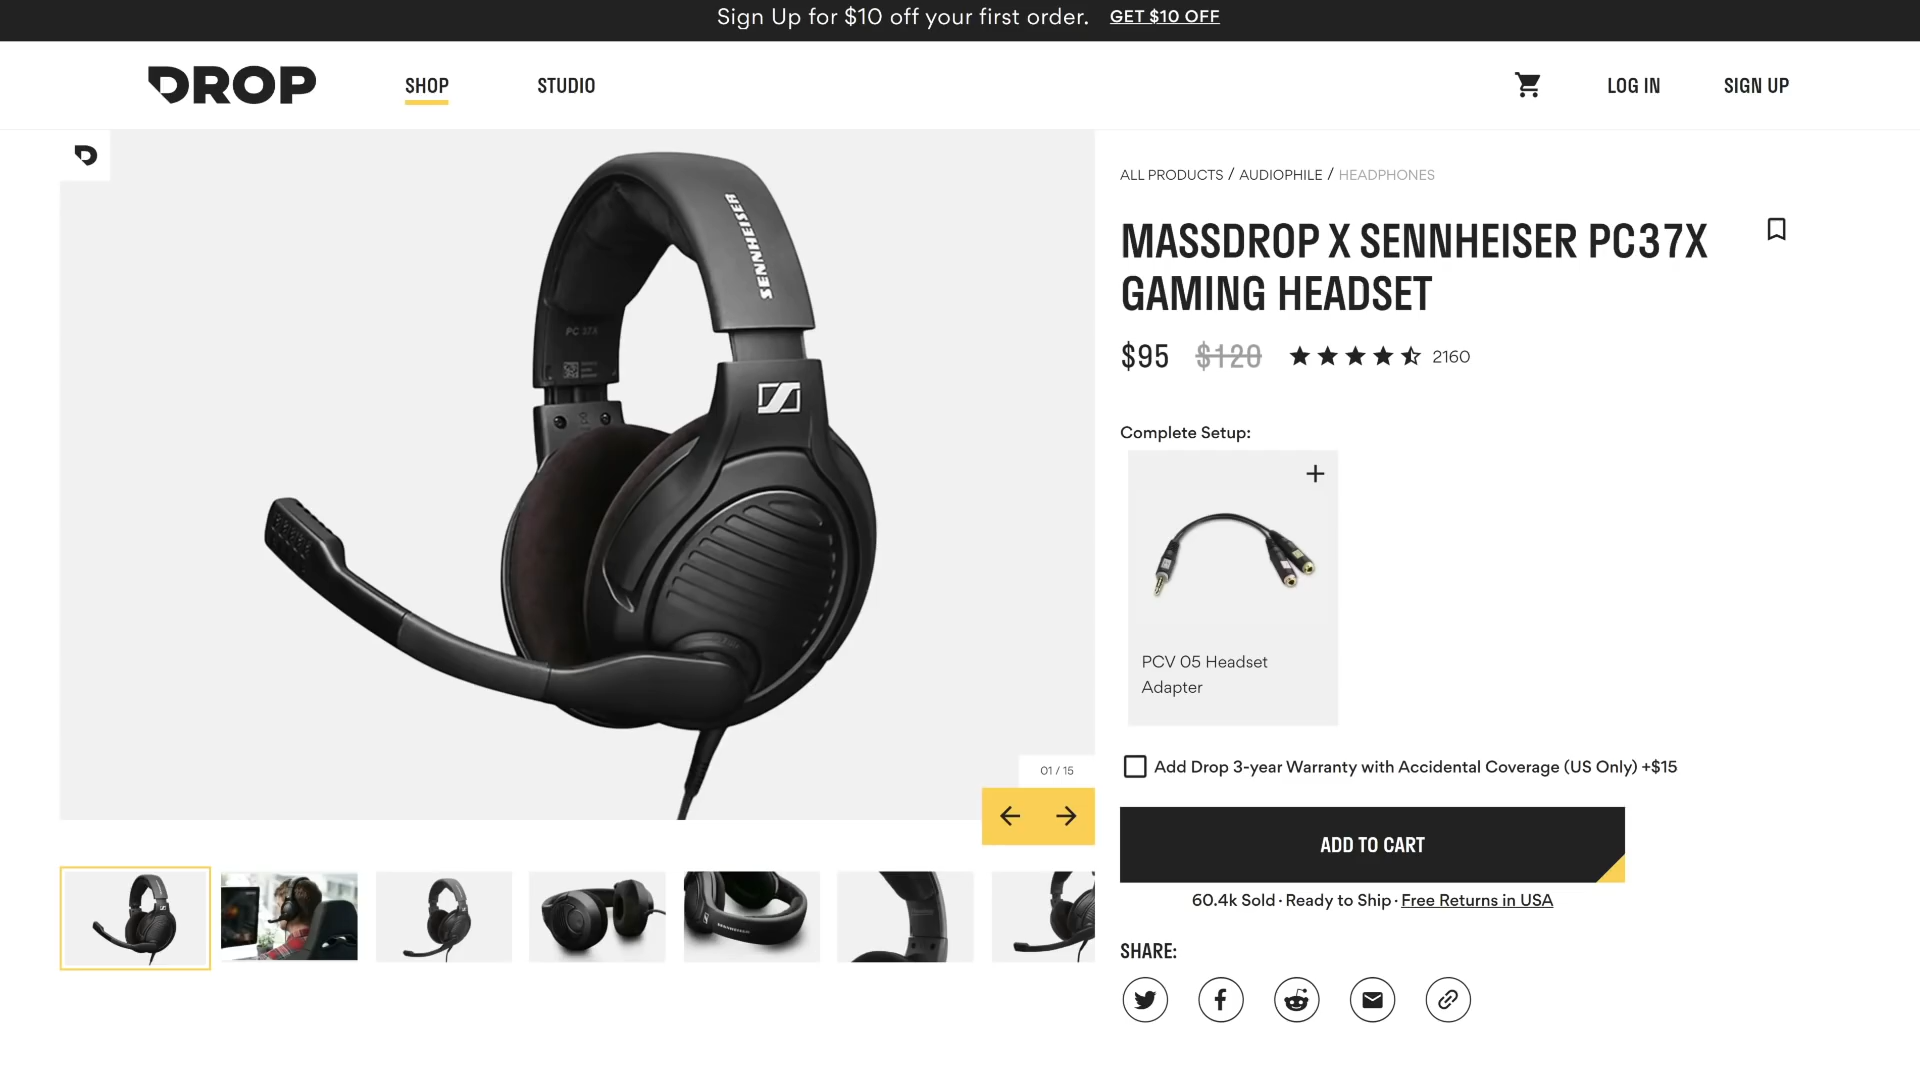 Sign Up for $10 off your first order. GET $10 OFF
DROP
SHOP
STUDIO
LOG IN
SIGN UP
SENNHEISER
PC 37X
01 / 15
SENNHEISER
ALL PRODUCTS / AUDIOPHILE / HEADPHONES
MASSDROP X SENNHEISER PC37X
GAMING HEADSET
$95 $120 2160
Complete Setup:
PCV 05 Headset
Adapter
Add Drop 3-year Warranty with Accidental Coverage (US Only) +$15
ADD TO CART
60.4k Sold · Ready to Ship · Free Returns in USA
SHARE: